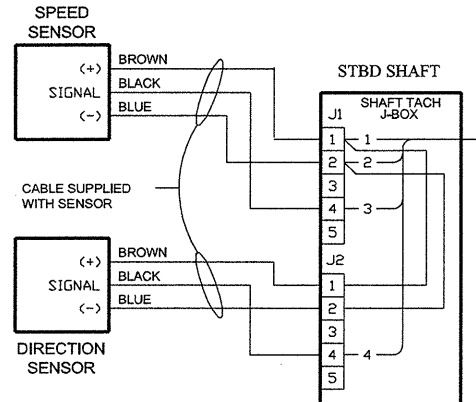 SPEED
SENSOR
(+)
SIGNAL
(-)
BROWN
BLACK
BLUE
STBD SHAFT
SHAFT TACH
J-BOX
J1
1
2
3
4
5
1
2
3
CABLE SUPPLIED
WITH SENSOR
(+)
SIGNAL
(-)
BROWN
BLACK
BLUE
J2
1
2
3
4
5
4
DIRECTION
SENSOR